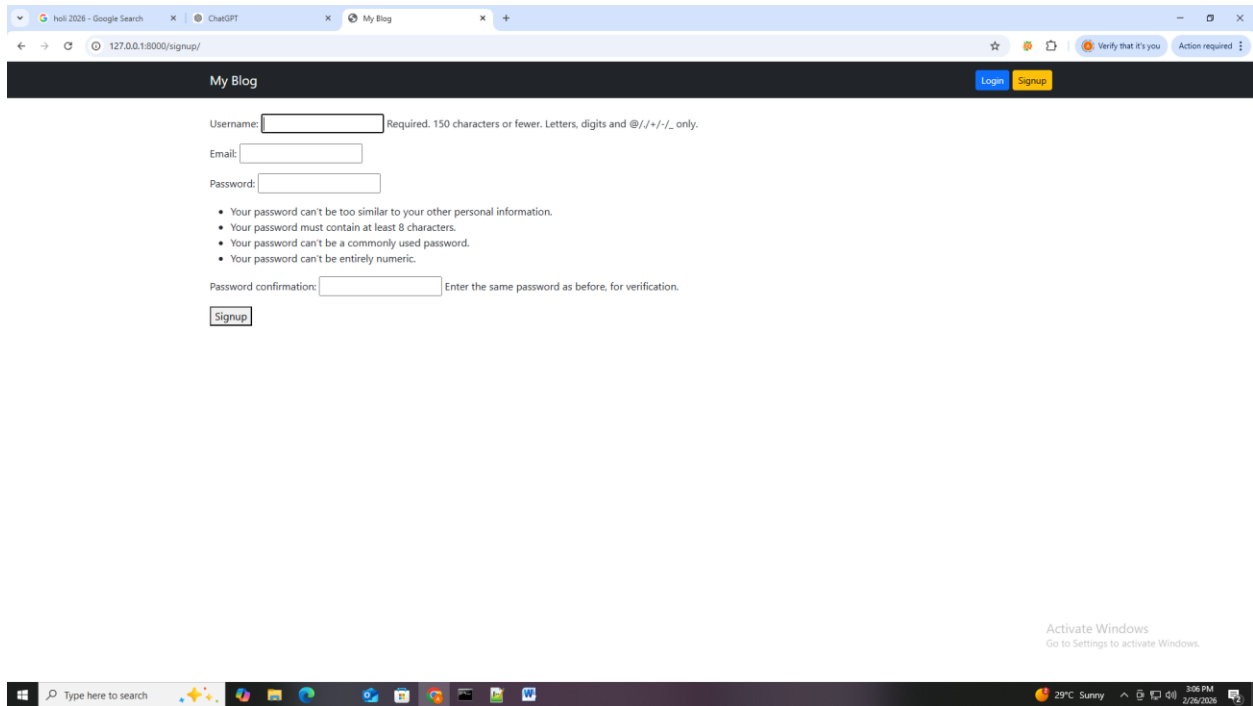 holi 2026 - Google Search
ChatGPT
My Blog
127.0.0.1:8000/signup/
Verify that it's you
Action required
My Blog
Login
Signup
Username: Required. 150 characters or fewer. Letters, digits and @/./+/-/_ only.
Email:
Password:
Your password can't be too similar to your other personal information.
Your password must contain at least 8 characters.
Your password can't be a commonly used password.
Your password can't be entirely numeric.
Password confirmation: Enter the same password as before, for verification.
Signup
Activate Windows
Go to Settings to activate Windows.
Type here to search
29°C Sunny
3:06 PM
2/26/2026
2